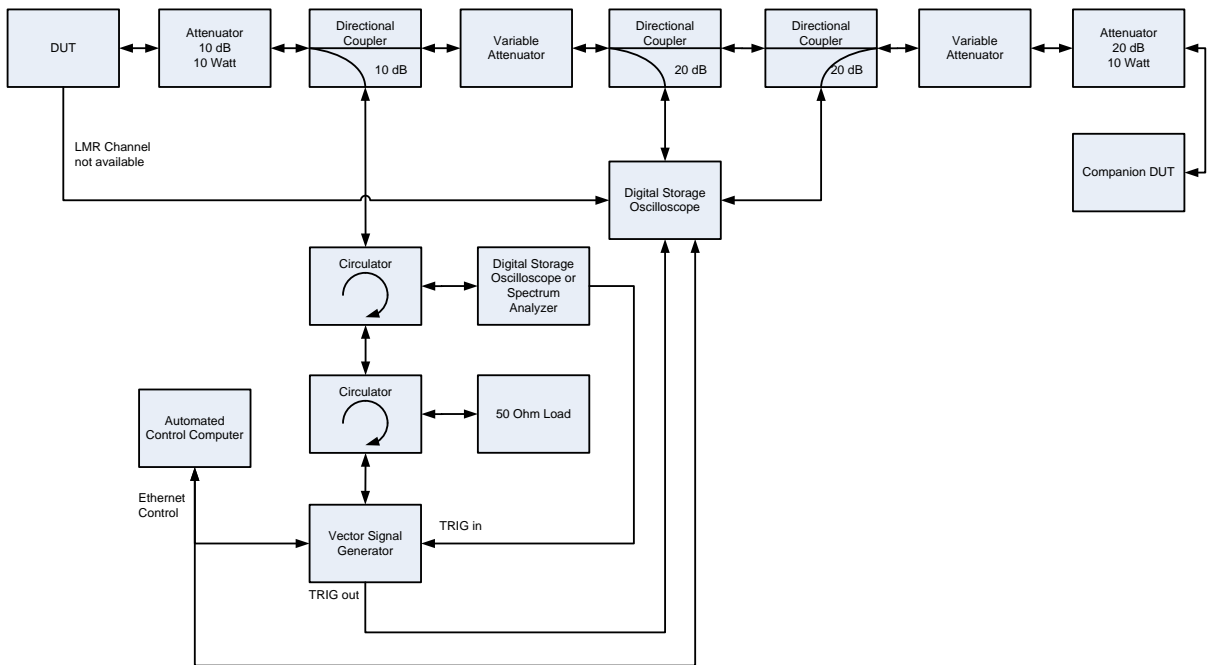 DUT
Attenuator
10 dB
10 Watt
Directional
Coupler
10 dB
Variable
Attenuator
Directional
Coupler
20 dB
Directional
Coupler
20 dB
Variable
Attenuator
Attenuator
20 dB
10 Watt
LMR Channel
not available
Digital Storage
Oscilloscope
Companion DUT
Circulator
Digital Storage
Oscilloscope or
Spectrum
Analyzer
Circulator
50 Ohm Load
Automated
Control Computer
Ethernet
Control
Vector Signal
Generator
TRIG in
TRIG out